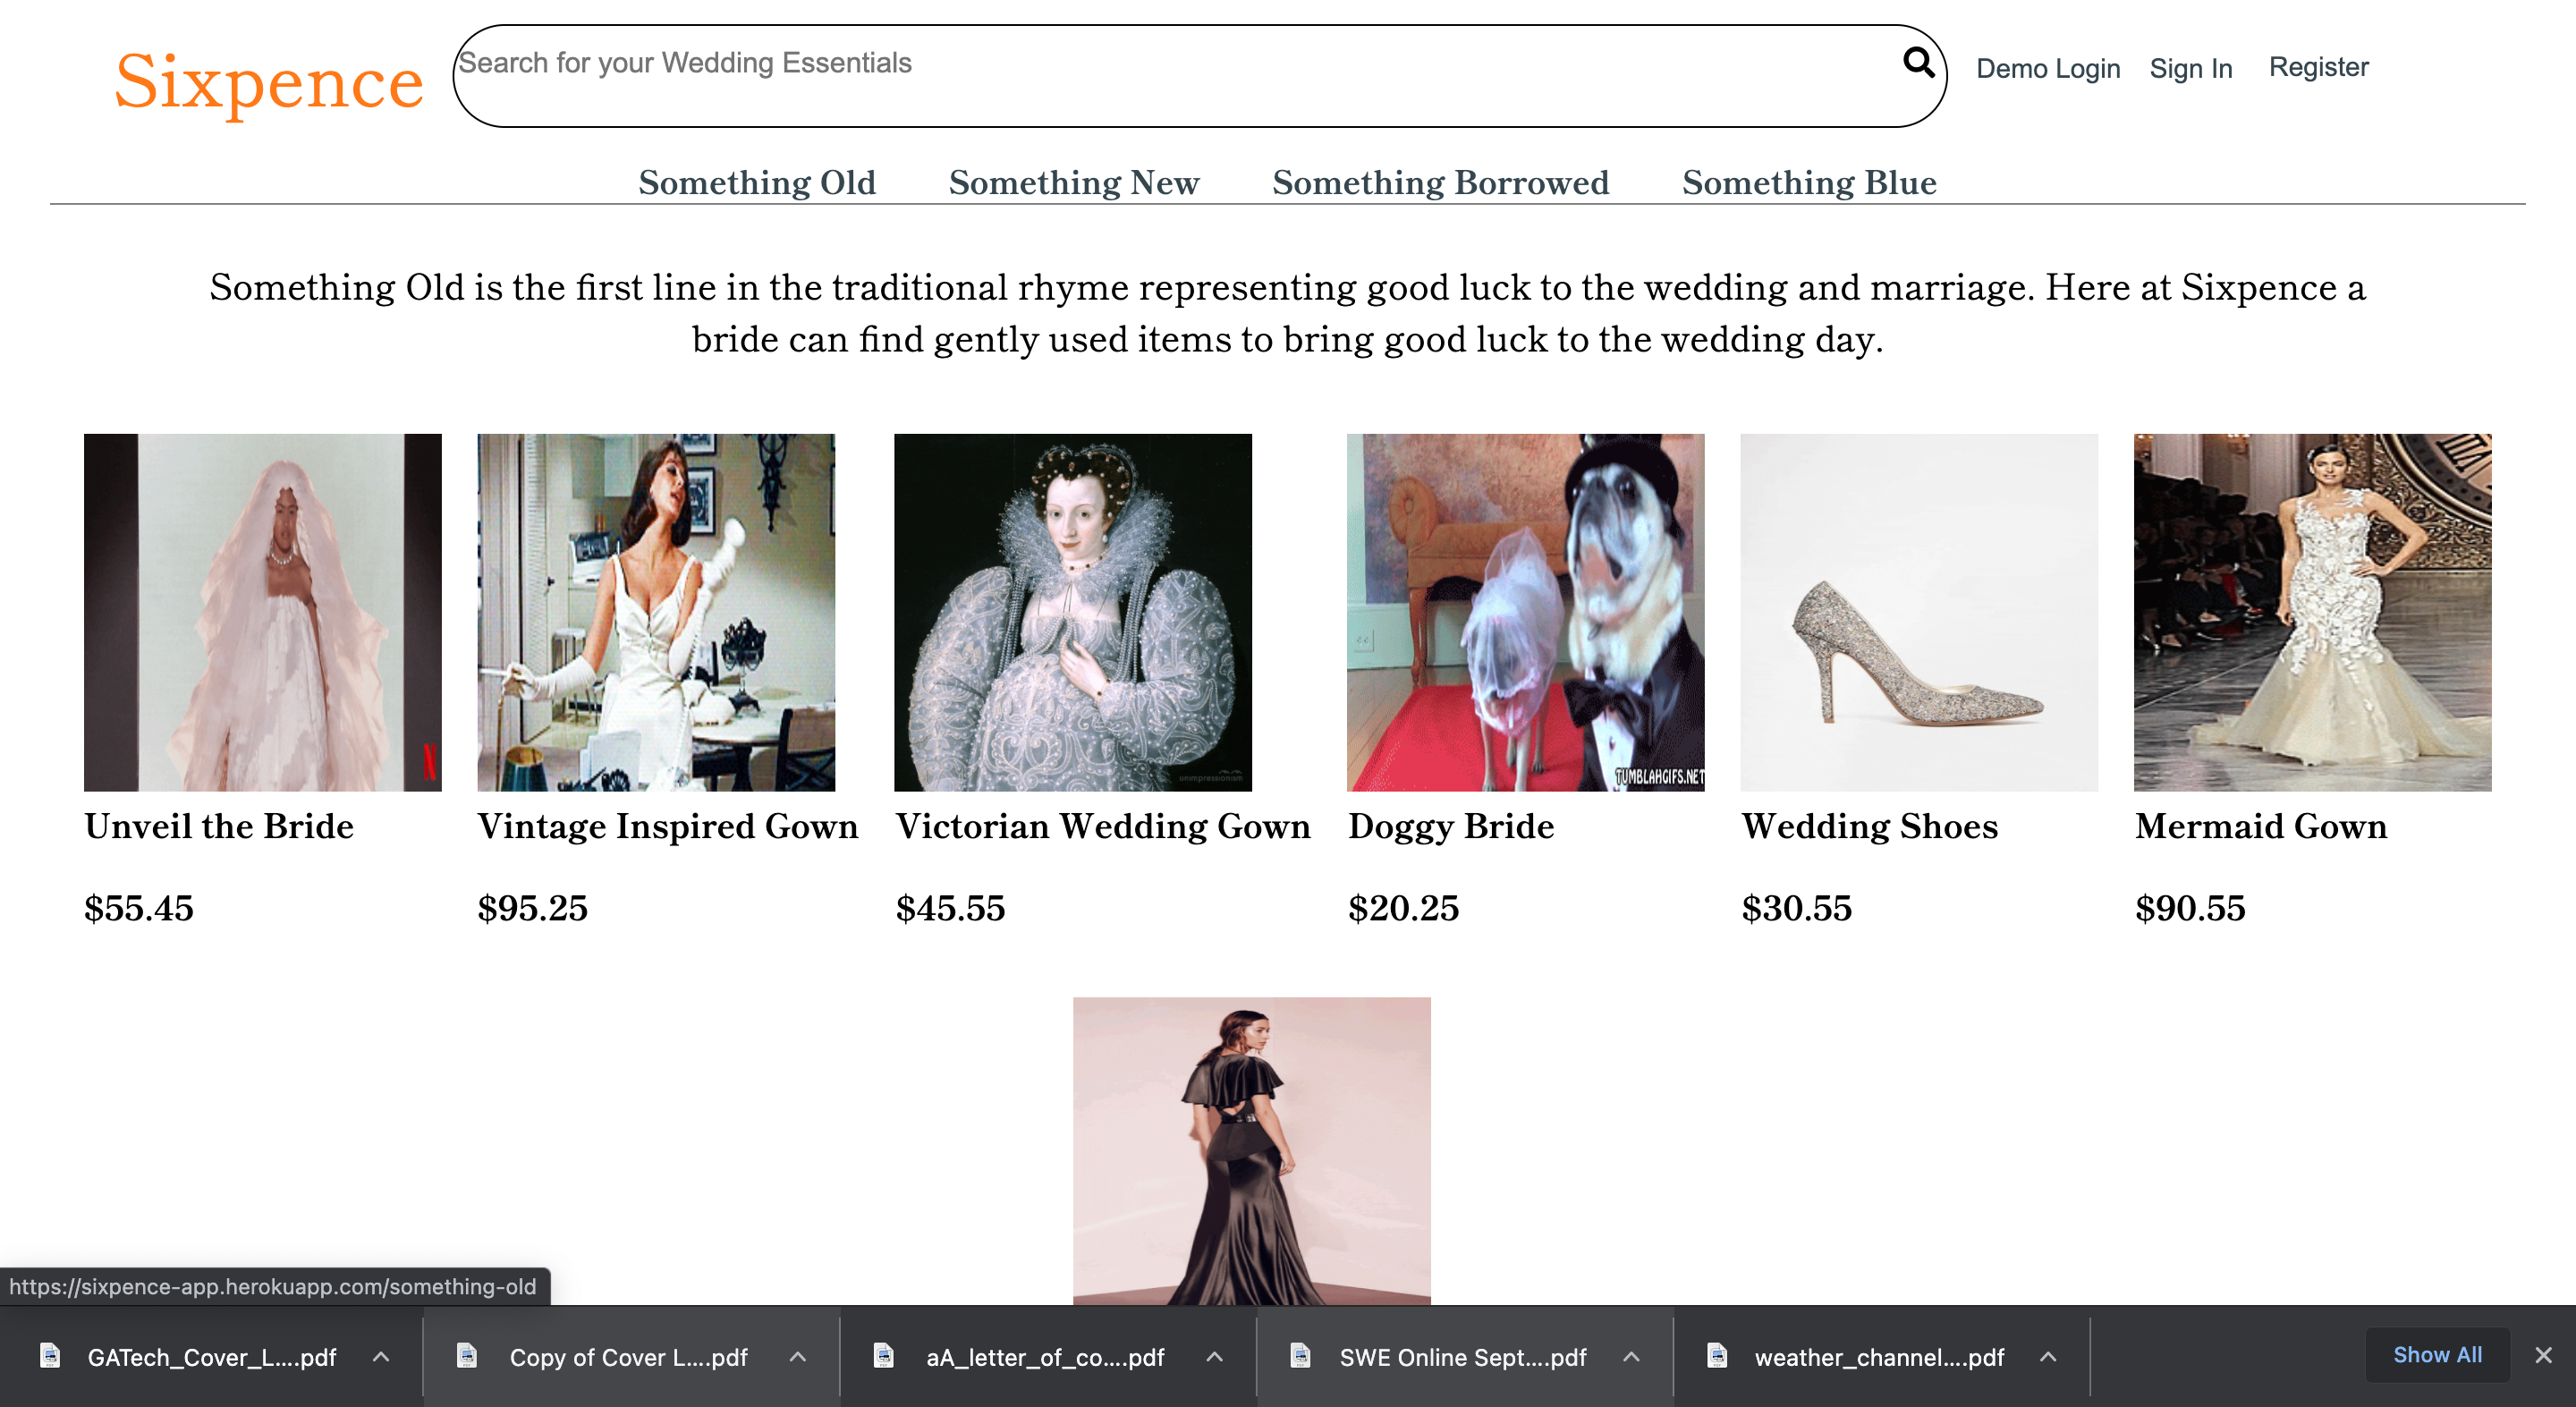 Sixpence
Search for your Wedding Essentials
Demo Login
Sign In
Register
Something Old
Something New
Something Borrowed
Something Blue
Something Old is the first line in the traditional rhyme representing good luck to the wedding and marriage. Here at Sixpence a
bride can find gently used items to bring good luck to the wedding day.
N
unimpressionism
TUMBLAHGIFS.NET
Unveil the Bride
Vintage Inspired Gown
Victorian Wedding Gown
Doggy Bride
Wedding Shoes
Mermaid Gown
$55.45
$95.25
$45.55
$20.25
$30.55
$90.55
https://sixpence-app.herokuapp.com/something-old
GATech_Cover_L....pdf
Copy of Cover L....pdf
aA_letter_of_co....pdf
SWE Online Sept....pdf
weather_channel....pdf
Show All